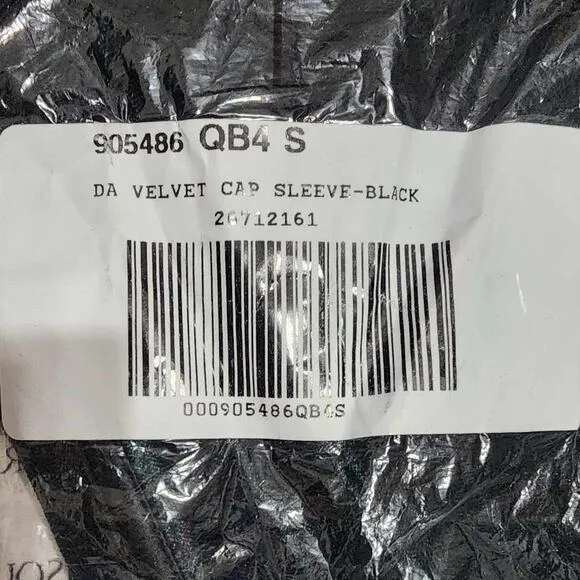 905486 QB4 S
DA VELVET CAP SLEEVE-BLACK
26712161
000905486QB4S